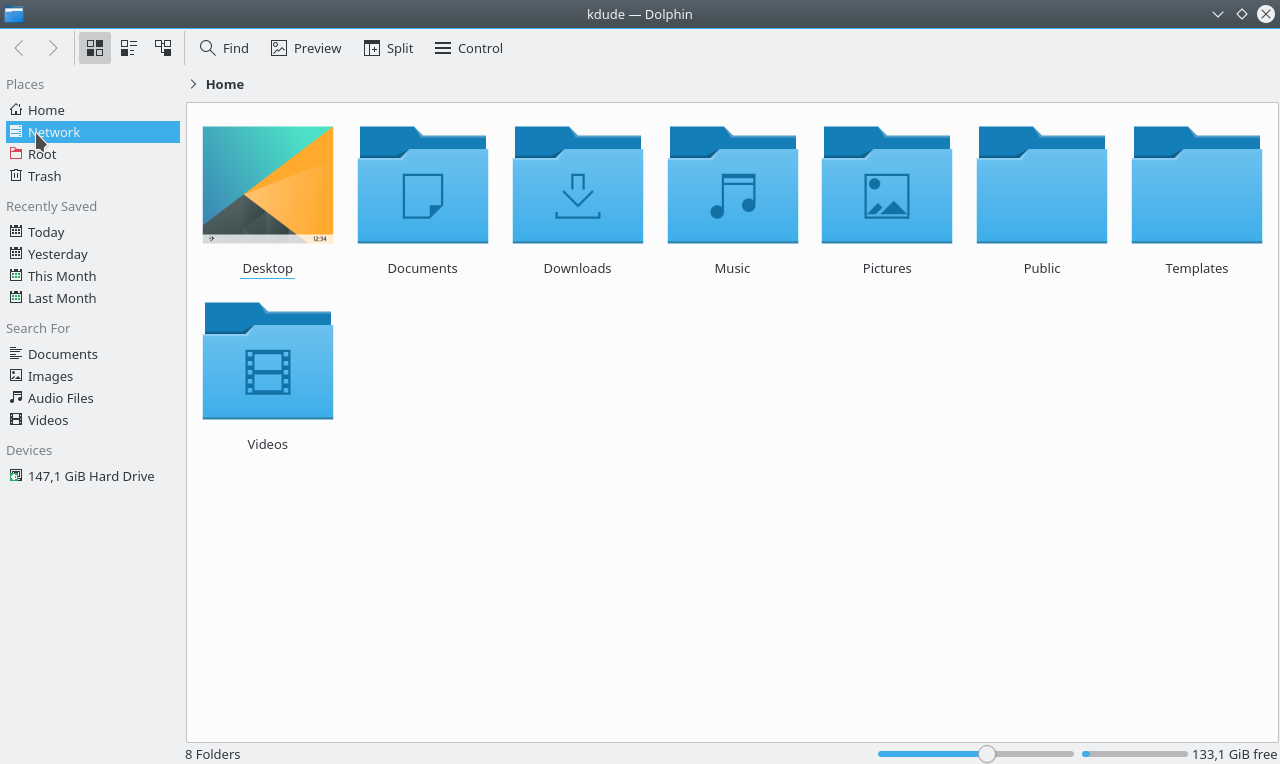 kdude — Dolphin
Find
Preview
Split
Control
Places
Home
Network
Root
Trash
Recently Saved
Today
Yesterday
This Month
Last Month
Search For
Documents
Images
Audio Files
Videos
Devices
147,1 GiB Hard Drive
Home
12:34
Desktop
Documents
Downloads
Music
Pictures
Public
Templates
Videos
8 Folders
133,1 GiB free